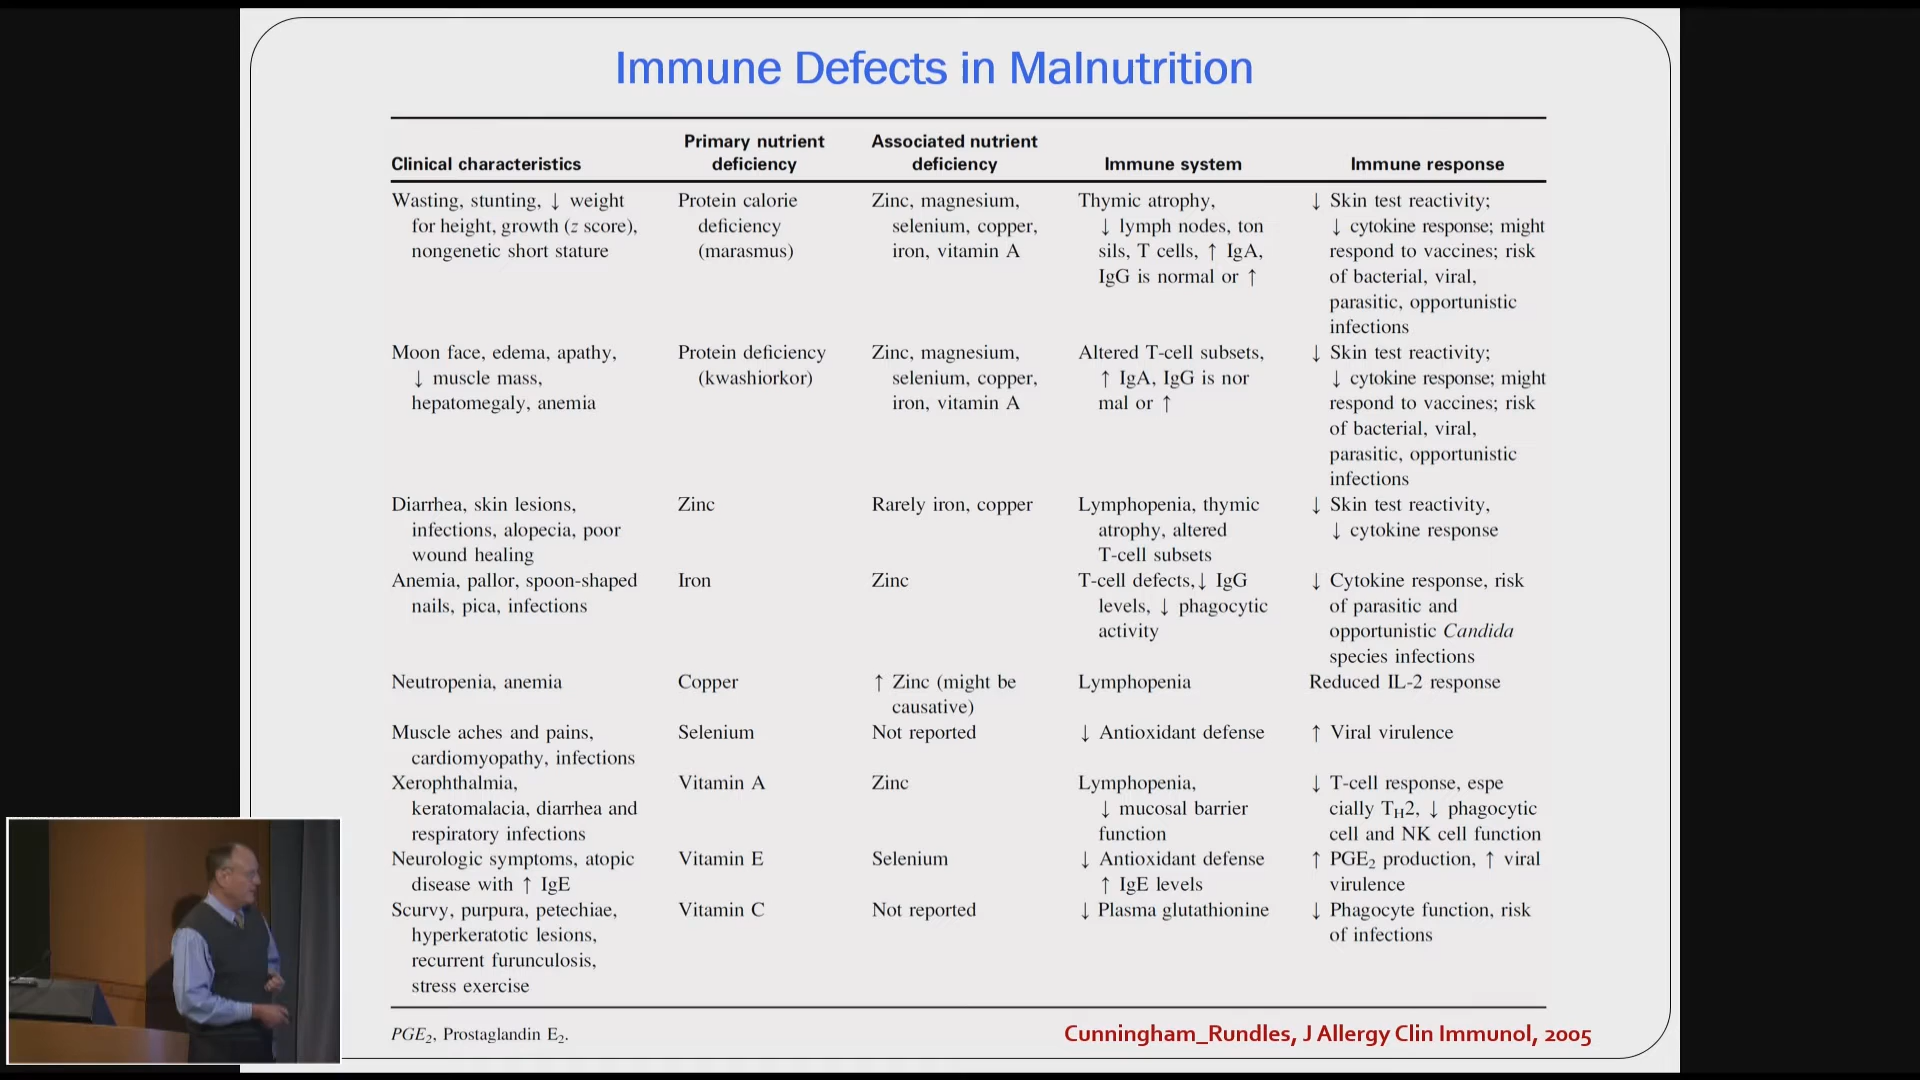 Immune Defects in Malnutrition
Clinical characteristics
Primary nutrient
deficiency
Associated nutrient
deficiency
Immune system
Immune response
Wasting, stunting, ↓ weight
for height, growth (z score),
nongenetic short stature
Protein calorie
deficiency
(marasmus)
Zinc, magnesium,
selenium, copper,
iron, vitamin A
Thymic atrophy,
↓ lymph nodes, ton
sils, T cells, ↑ IgA,
IgG is normal or ↑
↓ Skin test reactivity;
↓ cytokine response; might
respond to vaccines; risk
of bacterial, viral,
parasitic, opportunistic
infections
Moon face, edema, apathy,
↓ muscle mass,
hepatomegaly, anemia
Protein deficiency
(kwashiorkor)
Zinc, magnesium,
selenium, copper,
iron, vitamin A
Altered T-cell subsets,
↑ IgA, IgG is nor
mal or ↑
↓ Skin test reactivity;
↓ cytokine response; might
respond to vaccines; risk
of bacterial, viral,
parasitic, opportunistic
infections
Diarrhea, skin lesions,
infections, alopecia, poor
wound healing
Zinc
Rarely iron, copper
Lymphopenia, thymic
atrophy, altered
T-cell subsets
↓ Skin test reactivity,
↓ cytokine response
Anemia, pallor, spoon-shaped
nails, pica, infections
Iron
Zinc
T-cell defects,↓ IgG
levels, ↓ phagocytic
activity
↓ Cytokine response, risk
of parasitic and
opportunistic Candida
species infections
Neutropenia, anemia
Copper
↑ Zinc (might be
causative)
Lymphopenia
Reduced IL-2 response
Muscle aches and pains,
cardiomyopathy, infections
Selenium
Not reported
↓ Antioxidant defense
↑ Viral virulence
Xerophthalmia,
keratomalacia, diarrhea and
respiratory infections
Vitamin A
Zinc
Lymphopenia,
↓ mucosal barrier
function
↓ T-cell response, espe
cially TH2, ↓ phagocytic
cell and NK cell function
Neurologic symptoms, atopic
disease with ↑ IgE
Vitamin E
Selenium
↓ Antioxidant defense
↑ IgE levels
↑ PGE2 production, ↑ viral
virulence
Scurvy, purpura, petechiae,
hyperkeratotic lesions,
recurrent furunculosis,
stress exercise
Vitamin C
Not reported
↓ Plasma glutathionine
↓ Phagocyte function, risk
of infections
PGE2, Prostaglandin E2.
Cunningham_Rundles, J Allergy Clin Immunol, 2005